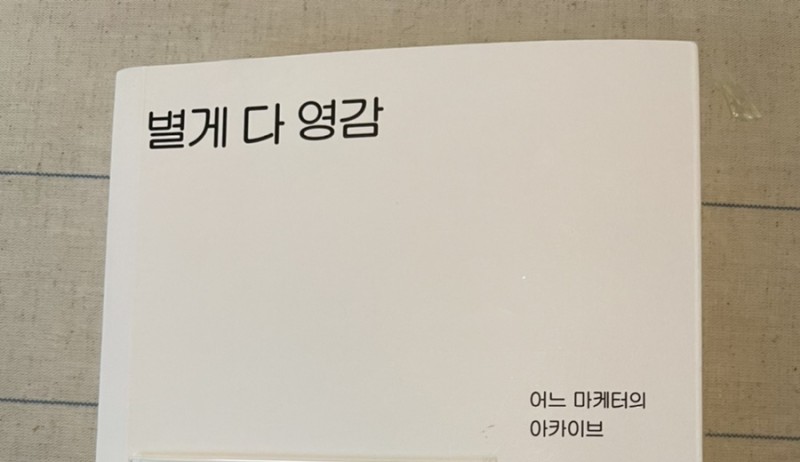 별게 다 영감
어느 마케터의
아카이브